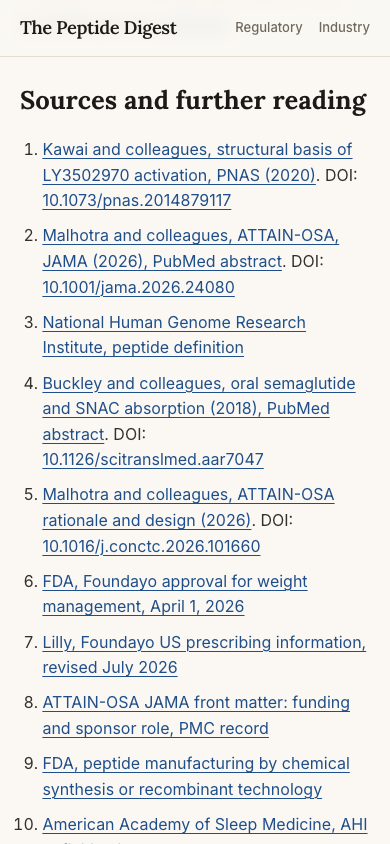 The Peptide Digest
Regulatory Industry
Sources and further reading
1. Kawai and colleagues, structural basis of
LY3502970 activation, PNAS (2020). DOI:
10.1073/pnas.2014879117
2. Malhotra and colleagues, ATTAIN-OSA,
JAMA (2026), PubMed abstract. DOI:
10.1001/jama.2026.24080
3. National Human Genome Research
Institute, peptide definition
4. Buckley and colleagues, oral semaglutide
and SNAC absorption (2018), PubMed
abstract. DOI:
10.1126/scitranslmed.aar7047
5. Malhotra and colleagues, ATTAIN-OSA
rationale and design (2026). DOI:
10.1016/j.conctc.2026.101660
6. FDA, Foundayo approval for weight
management, April 1, 2026
7. Lilly, Foundayo US prescribing information,
revised July 2026
8. ATTAIN-OSA JAMA front matter: funding
and sponsor role, PMC record
9. FDA, peptide manufacturing by chemical
synthesis or recombinant technology
10. American Academy of Sleep Medicine, AHI